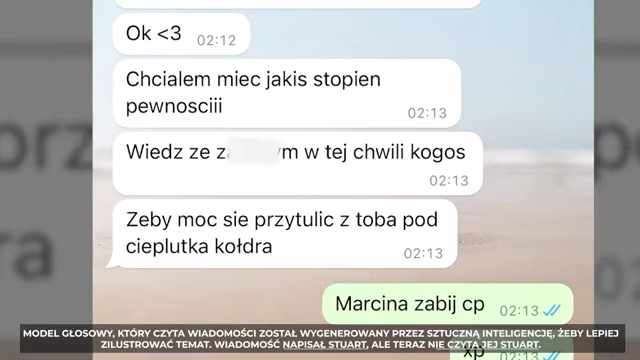 Ok <3
02:12
Chcialem miec jakis stopien
pewnosciii
02:13
Wiedz ze z m w tej chwili kogos
02:13
Zeby moc sie przytulic z toba pod
cieplutka kołdra
02:13
Marcina zabij cp
02:13
xp
MODEL GŁOSOWY, KTÓRY CZYTA WIADOMOŚCI ZOSTAŁ WYGENEROWANY PRZEZ SZTUCZNĄ INTELIGENCJĘ, ŻEBY LEPIEJ
ZILUSTROWAĆ TEMAT. WIADOMOŚĆ NAPISAŁ STUART, ALE TERAZ NIE CZYTA JEJ STUART.